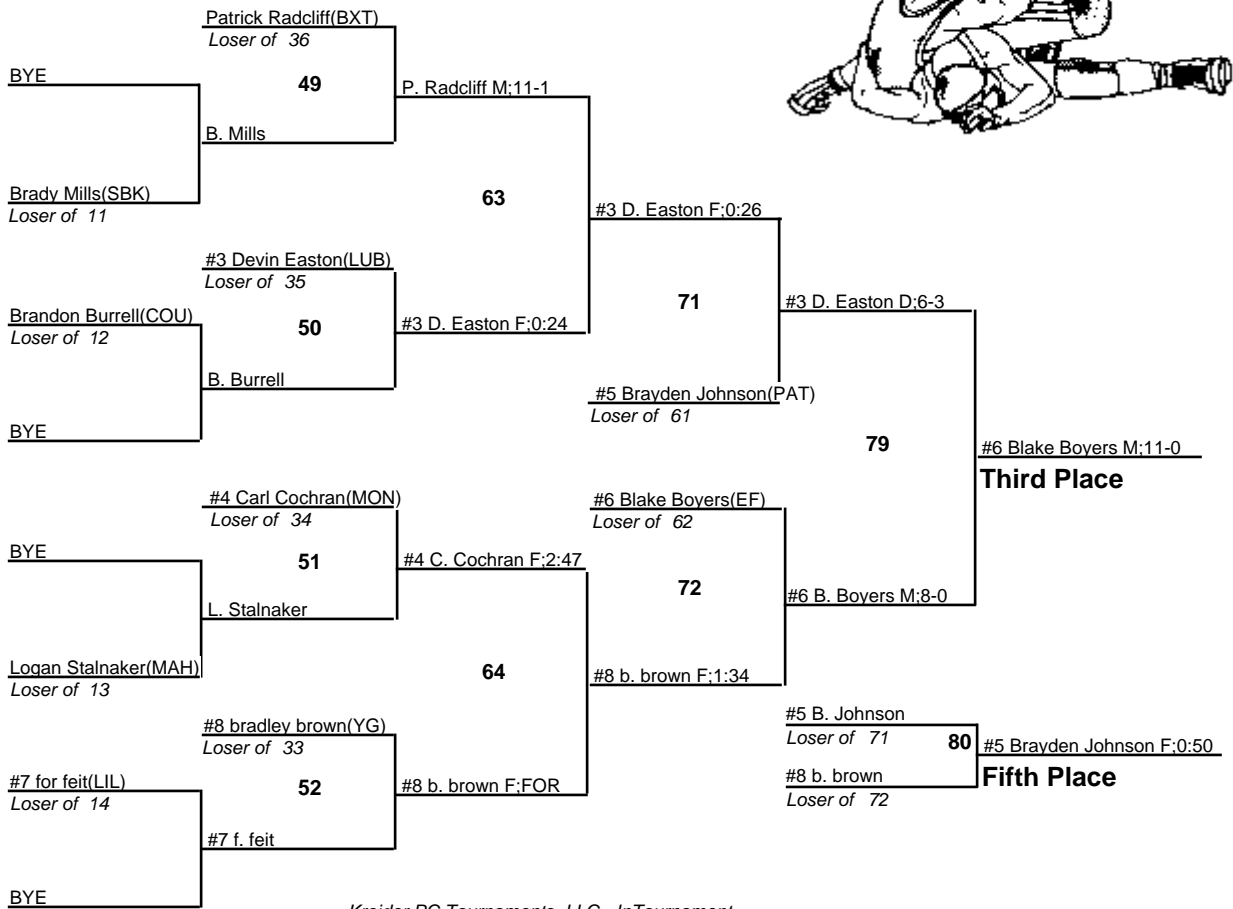 Patrick Radcliff(BXT)
Loser of 36
BYE
49
P. Radcliff M;11-1
B. Mills
Brady Mills(SBK)
Loser of 11
63
#3 D. Easton F;0:26
#3 Devin Easton(LUB)
Loser of 35
Brandon Burrell(COU)
Loser of 12
50
#3 D. Easton F;0:24
71
#3 D. Easton D;6-3
B. Burrell
#5 Brayden Johnson(PAT)
Loser of 61
BYE
79
#6 Blake Boyers M;11-0
Third Place
#4 Carl Cochran(MON)
Loser of 34
#6 Blake Boyers(EF)
Loser of 62
BYE
51
#4 C. Cochran F;2:47
72
#6 B. Boyers M;8-0
L. Stalnaker
Logan Stalnaker(MAH)
Loser of 13
64
#8 b. brown F;1:34
#8 bradley brown(YG)
Loser of 33
#5 B. Johnson
Loser of 71
80
#5 Brayden Johnson F;0:50
Fifth Place
#7 for feit(LIL)
Loser of 14
52
#8 b. brown F;FOR
#8 b. brown
Loser of 72
#7 f. feit
BYE